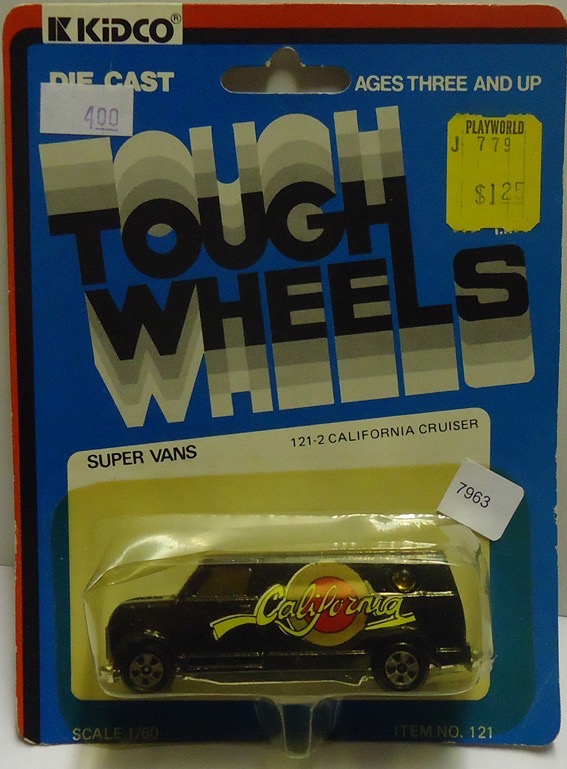 KIDCO®
DIE CAST
AGES THREE AND UP
400
PLAYWORLD
J 779
$125
TOUGH
WHEELS
SUPER VANS
121-2 CALIFORNIA CRUISER
7963
California
SCALE 1/60
ITEM NO. 121